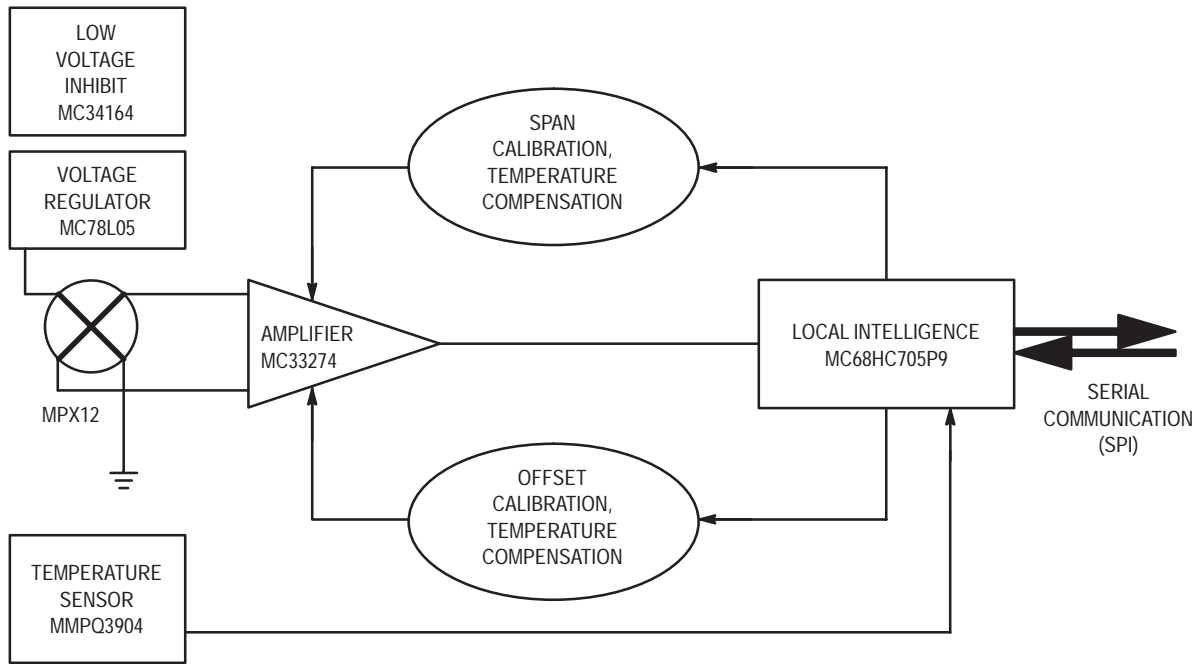 LOW
VOLTAGE
INHIBIT
MC34164
VOLTAGE
REGULATOR
MC78L05
MPX12
TEMPERATURE
SENSOR
MMPQ3904
AMPLIFIER
MC33274
SPAN
CALIBRATION,
TEMPERATURE
COMPENSATION
OFFSET
CALIBRATION,
TEMPERATURE
COMPENSATION
LOCAL INTELLIGENCE
MC68HC705P9
SERIAL
COMMUNICATION
(SPI)